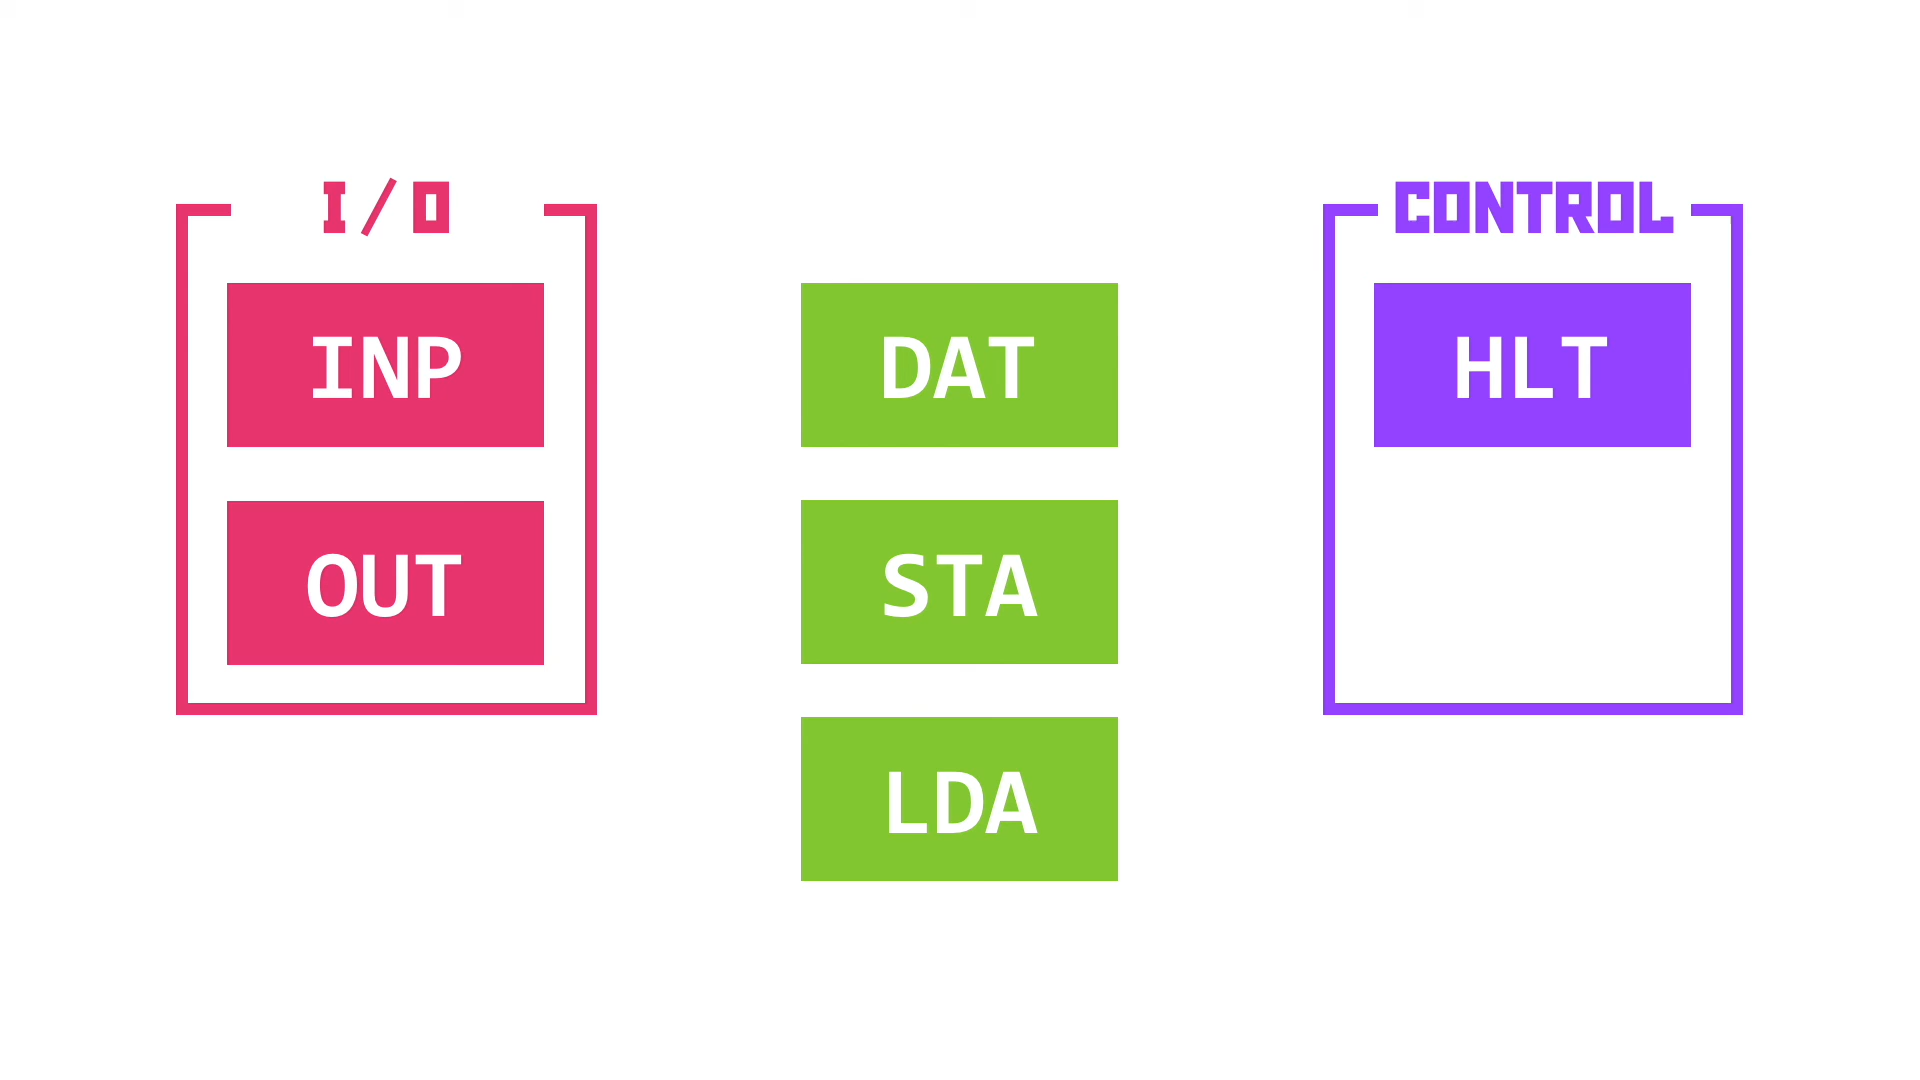 I/O
INP
OUT
DAT
STA
LDA
CONTROL
HLT